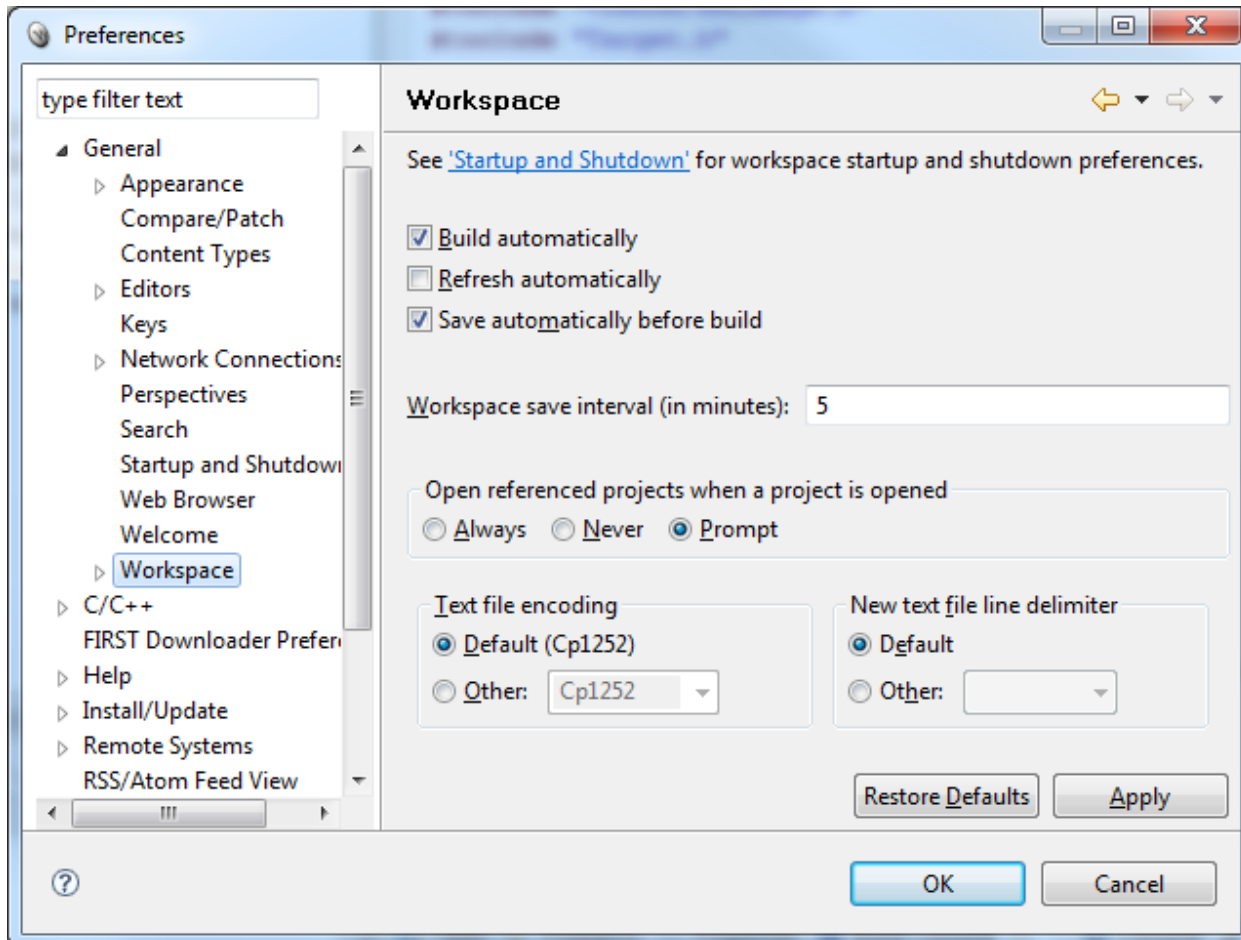 Preferences
type filter text
General
Appearance
Compare/Patch
Content Types
Editors
Keys
Network Connections
Perspectives
Search
Startup and Shutdow
Web Browser
Welcome
Workspace
C/C++
FIRST Downloader Prefer
Help
Install/Update
Remote Systems
RSS/Atom Feed View
Workspace
See 'Startup and Shutdown' for workspace startup and shutdown preferences.
Build automatically
Refresh automatically
Save automatically before build
Workspace save interval (in minutes): 5
Open referenced projects when a project is opened
Always Never Prompt
Text file encoding
Default (Cp1252)
Other: Cp1252
New text file line delimiter
Default
Other:
Restore Defaults Apply
OK Cancel